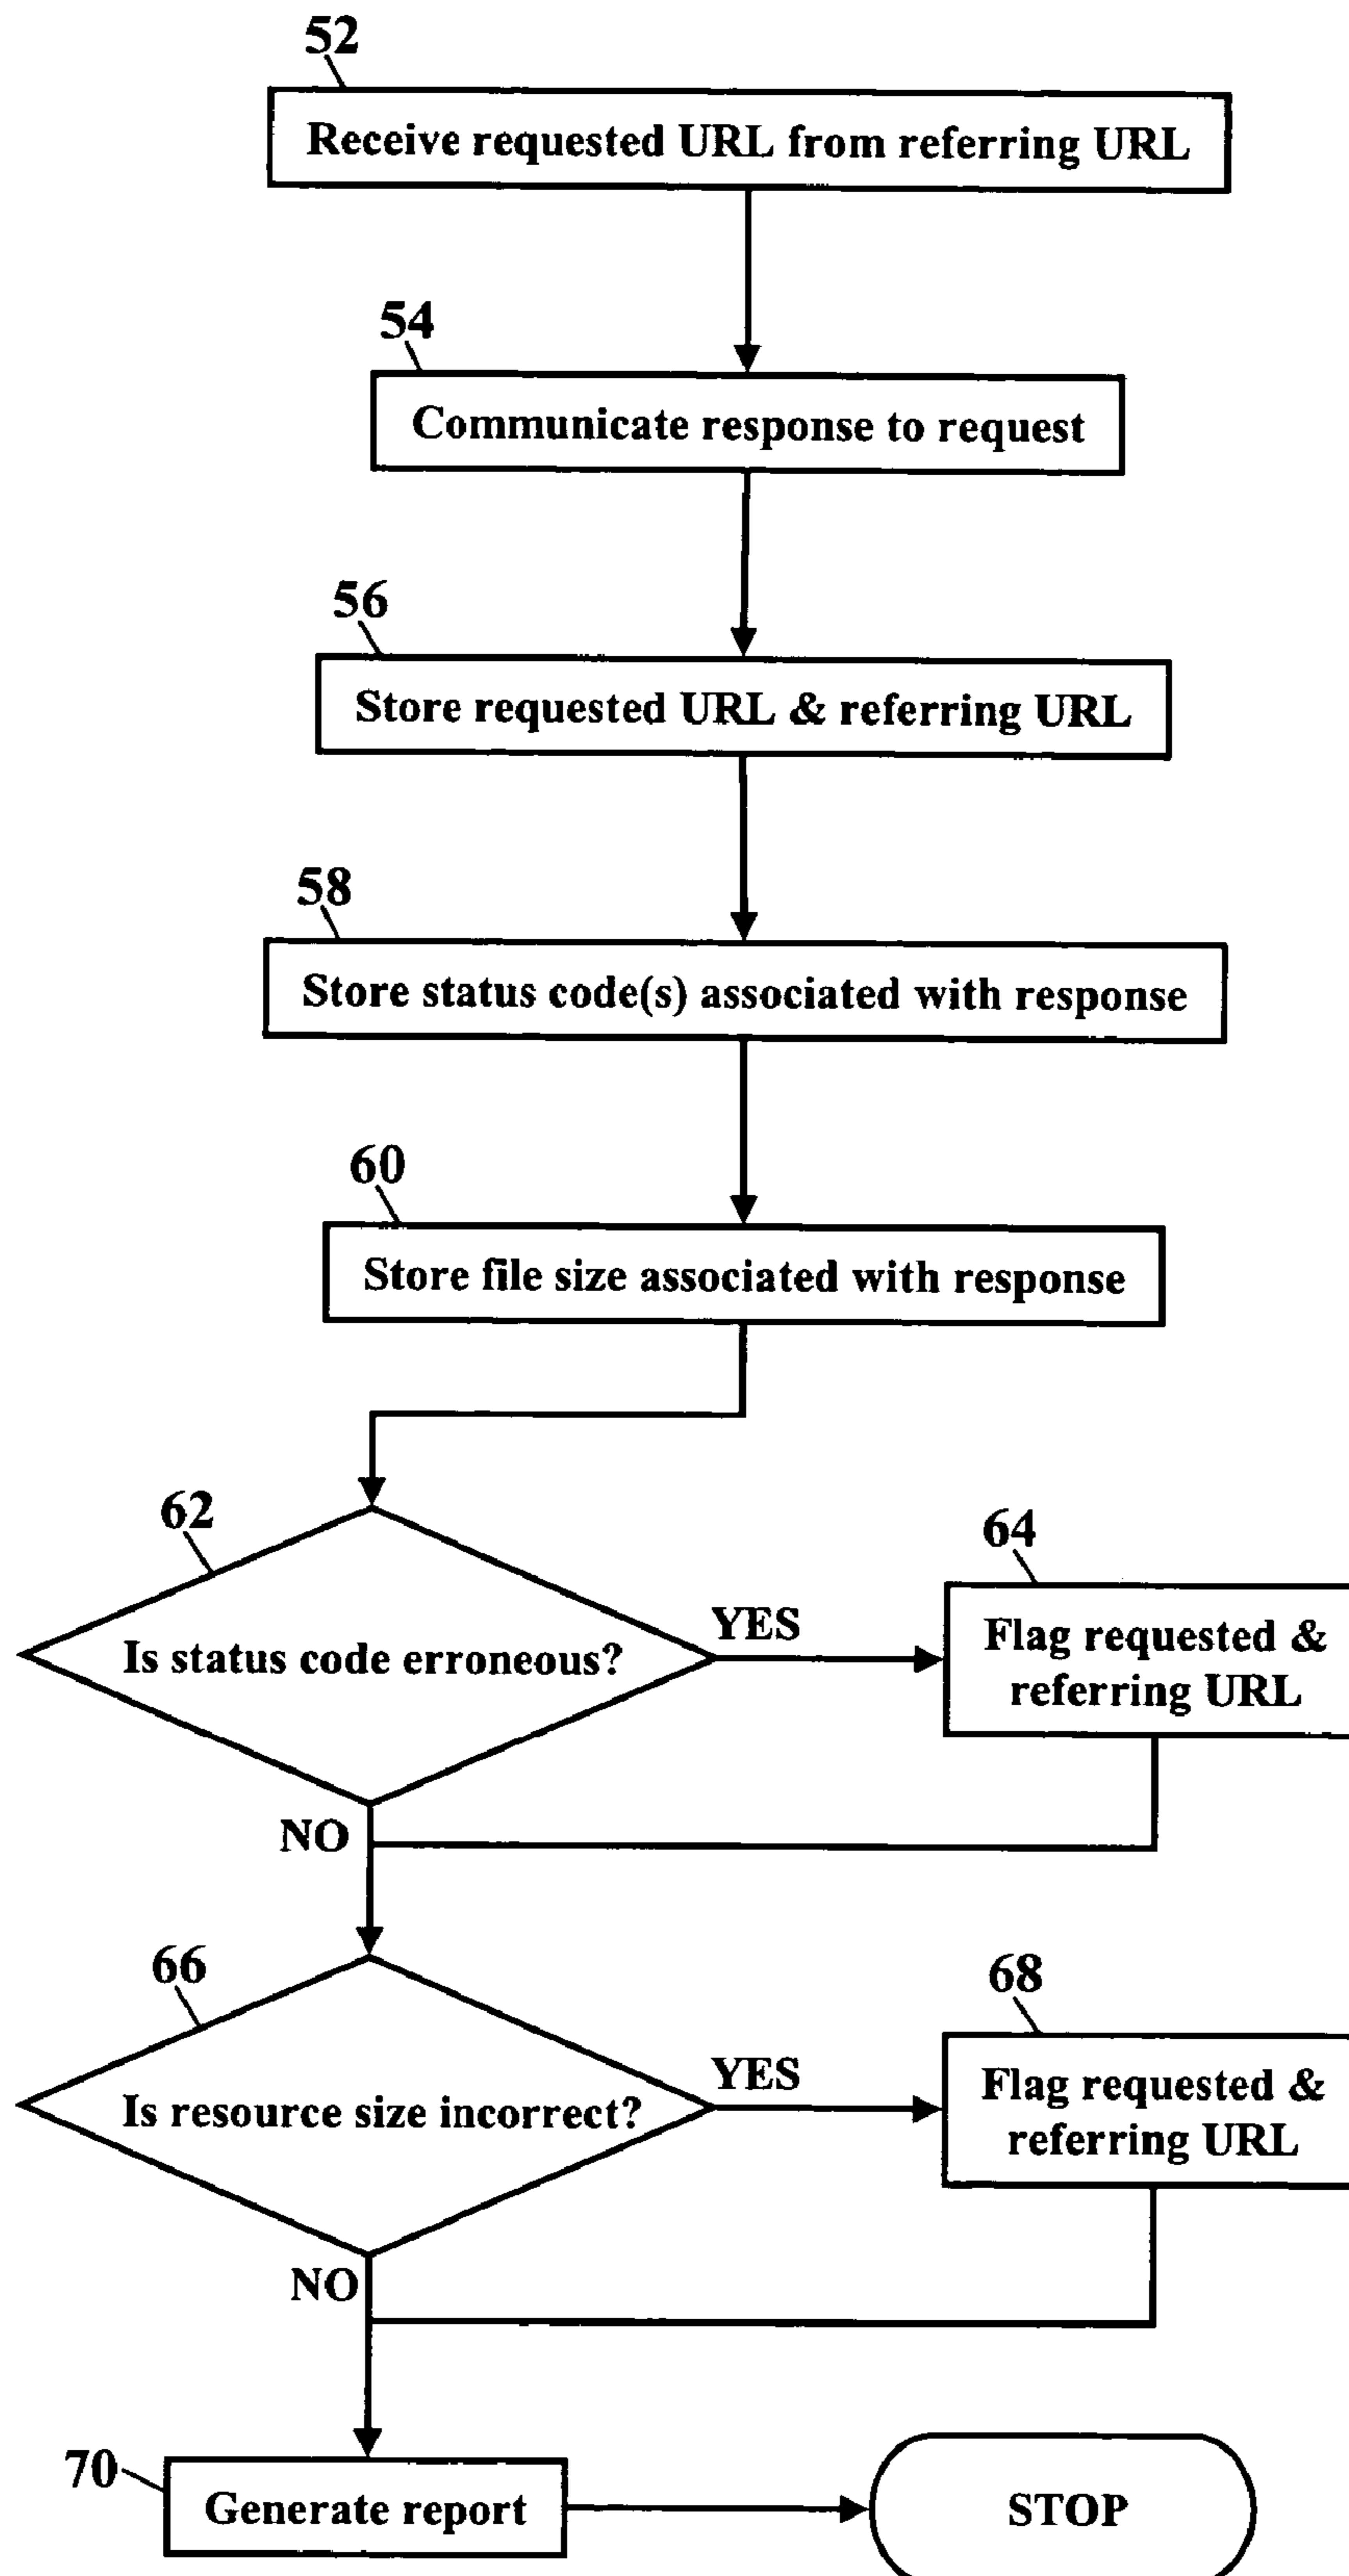 52
Receive requested URL from referring URL
54
Communicate response to request
56
Store requested URL & referring URL
58
Store status code(s) associated with response
60
Store file size associated with response
62
Is status code erroneous?
YES
64
Flag requested &
referring URL
NO
66
Is resource size incorrect?
YES
68
Flag requested &
referring URL
NO
70
Generate report
STOP